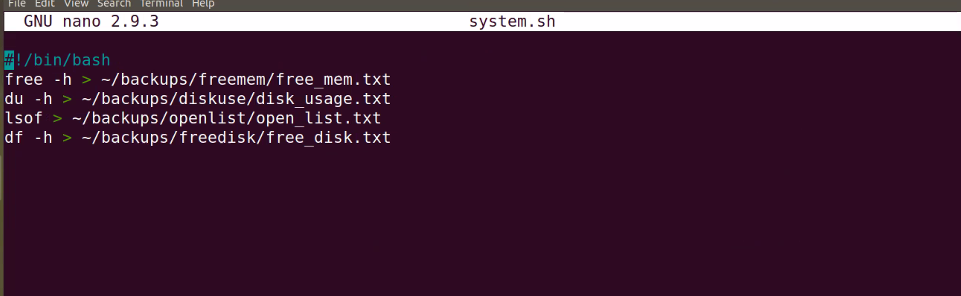 File Edit View Search Terminal Help
GNU nano 2.9.3 system.sh
#!/bin/bash
free -h > ~/backups/freemem/free_mem.txt
du -h > ~/backups/diskuse/disk_usage.txt
lsof > ~/backups/openlist/open_list.txt
df -h > ~/backups/freedisk/free_disk.txt